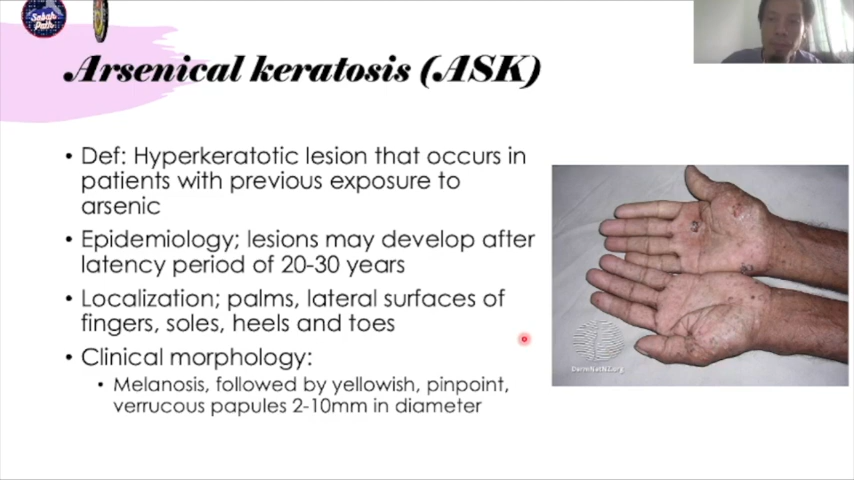 Sabah
Path
Arsenical keratosis (ASK)
• Def: Hyperkeratotic lesion that occurs in
patients with previous exposure to
arsenic
• Epidemiology; lesions may develop after
latency period of 20-30 years
• Localization; palms, lateral surfaces of
fingers, soles, heels and toes
• Clinical morphology:
• Melanosis, followed by yellowish, pinpoint,
verrucous papules 2-10mm in diameter
DermNetNZ.org